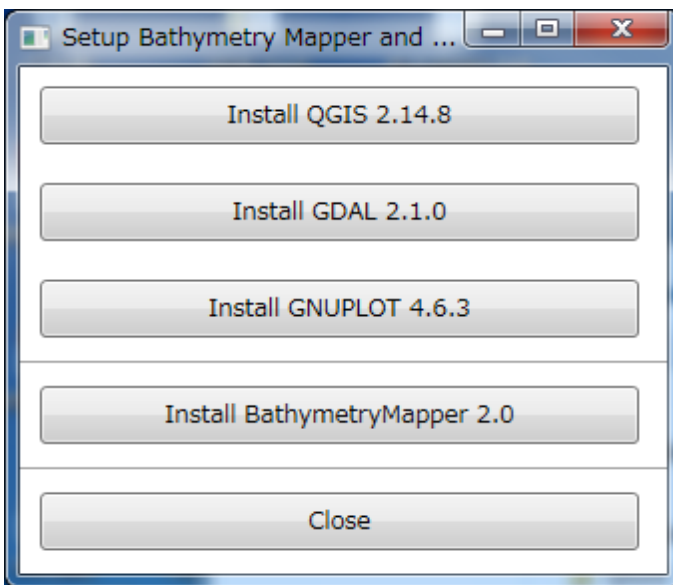 Setup Bathymetry Mapper and ...
Install QGIS 2.14.8
Install GDAL 2.1.0
Install GNUPLOT 4.6.3
Install BathymetryMapper 2.0
Close